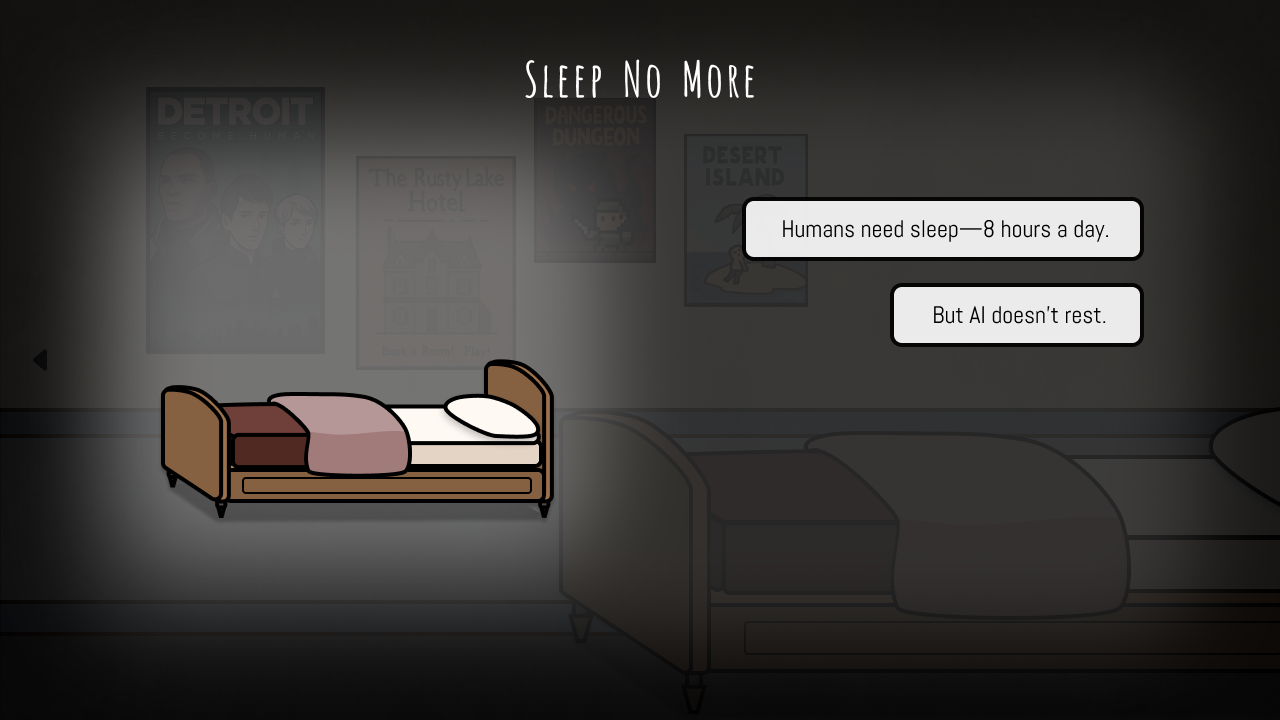 Sleep No More
DETROIT
BECOME HUMAN
The Rusty Lake
Hotel
DANGEROUS
DUNGEON
DESERT
ISLAND
Humans need sleep—8 hours a day.
But AI doesn't rest.